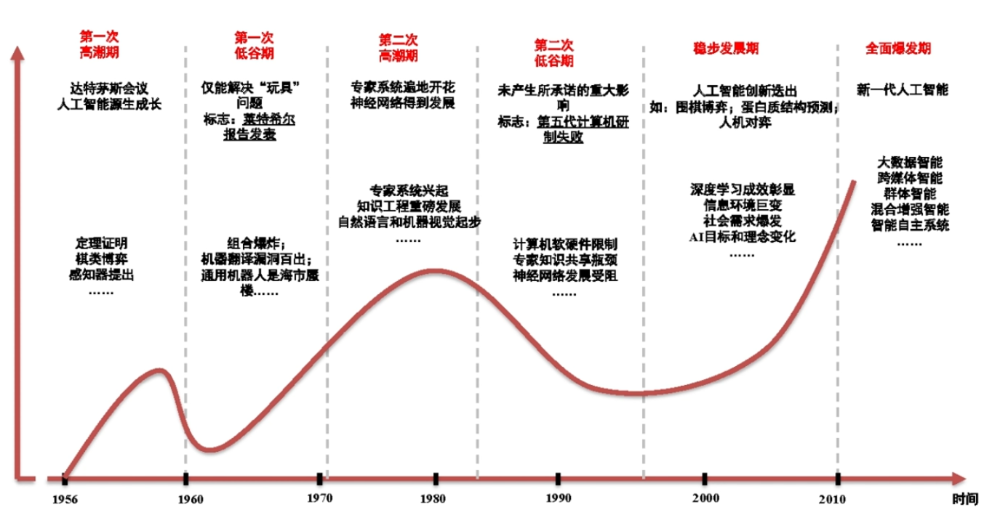 第一次
高潮期
达特茅斯会议
人工智能源生成长
定理证明
棋类博弈
感知器提出
……
第一次
低谷期
仅能解决“玩具”
问题
标志：莱特希尔
报告发表
组合爆炸；
机器翻译漏洞百出；
通用机器人是海市蜃
楼……
第二次
高潮期
专家系统遍地开花
神经网络得到发展
专家系统兴起
知识工程重磅发展
自然语言和机器视觉起步
……
第二次
低谷期
未产生所承诺的重大影
响
标志：第五代计算机研
制失败
计算机软硬件限制
专家知识共享瓶颈
神经网络发展受阻
……
稳步发展期
人工智能创新迭出
如：围棋博弈；蛋白质结构预测；
人机对弈
深度学习成效彰显
信息环境巨变
社会需求爆发
AI目标和理念变化
……
全面爆发期
新一代人工智能
大数据智能
跨媒体智能
群体智能
混合增强智能
智能自主系统
……
1956
1960
1970
1980
1990
2000
2010
时间